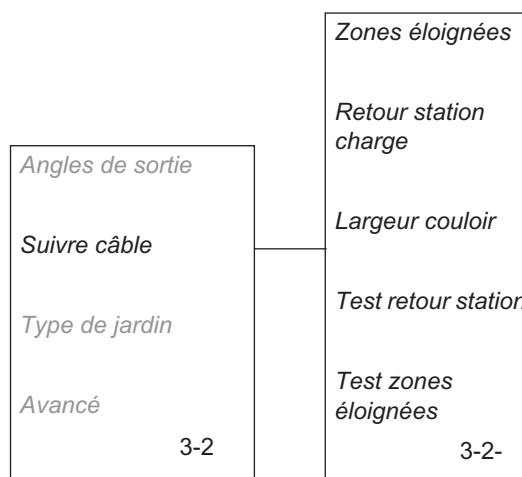 Angles de sortie
Suivre câble
Type de jardin
Avancé
3-2
Zones éloignées
Retour station
charge
Largeur couloir
Test retour station
Test zones
éloignées
3-2-